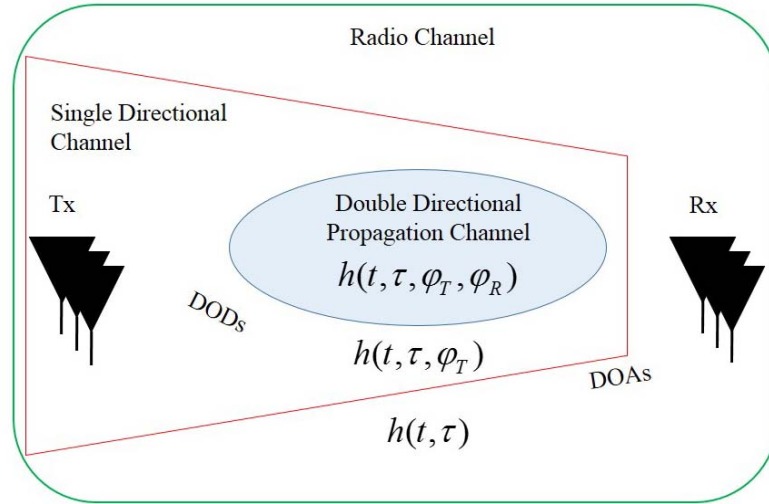 Radio Channel
Single Directional
Channel
Tx
Double Directional
Propagation Channel
h(t, τ, φ_T, φ_R)
Rx
DODs
h(t, τ, φ_T)
DOAs
h(t, τ)